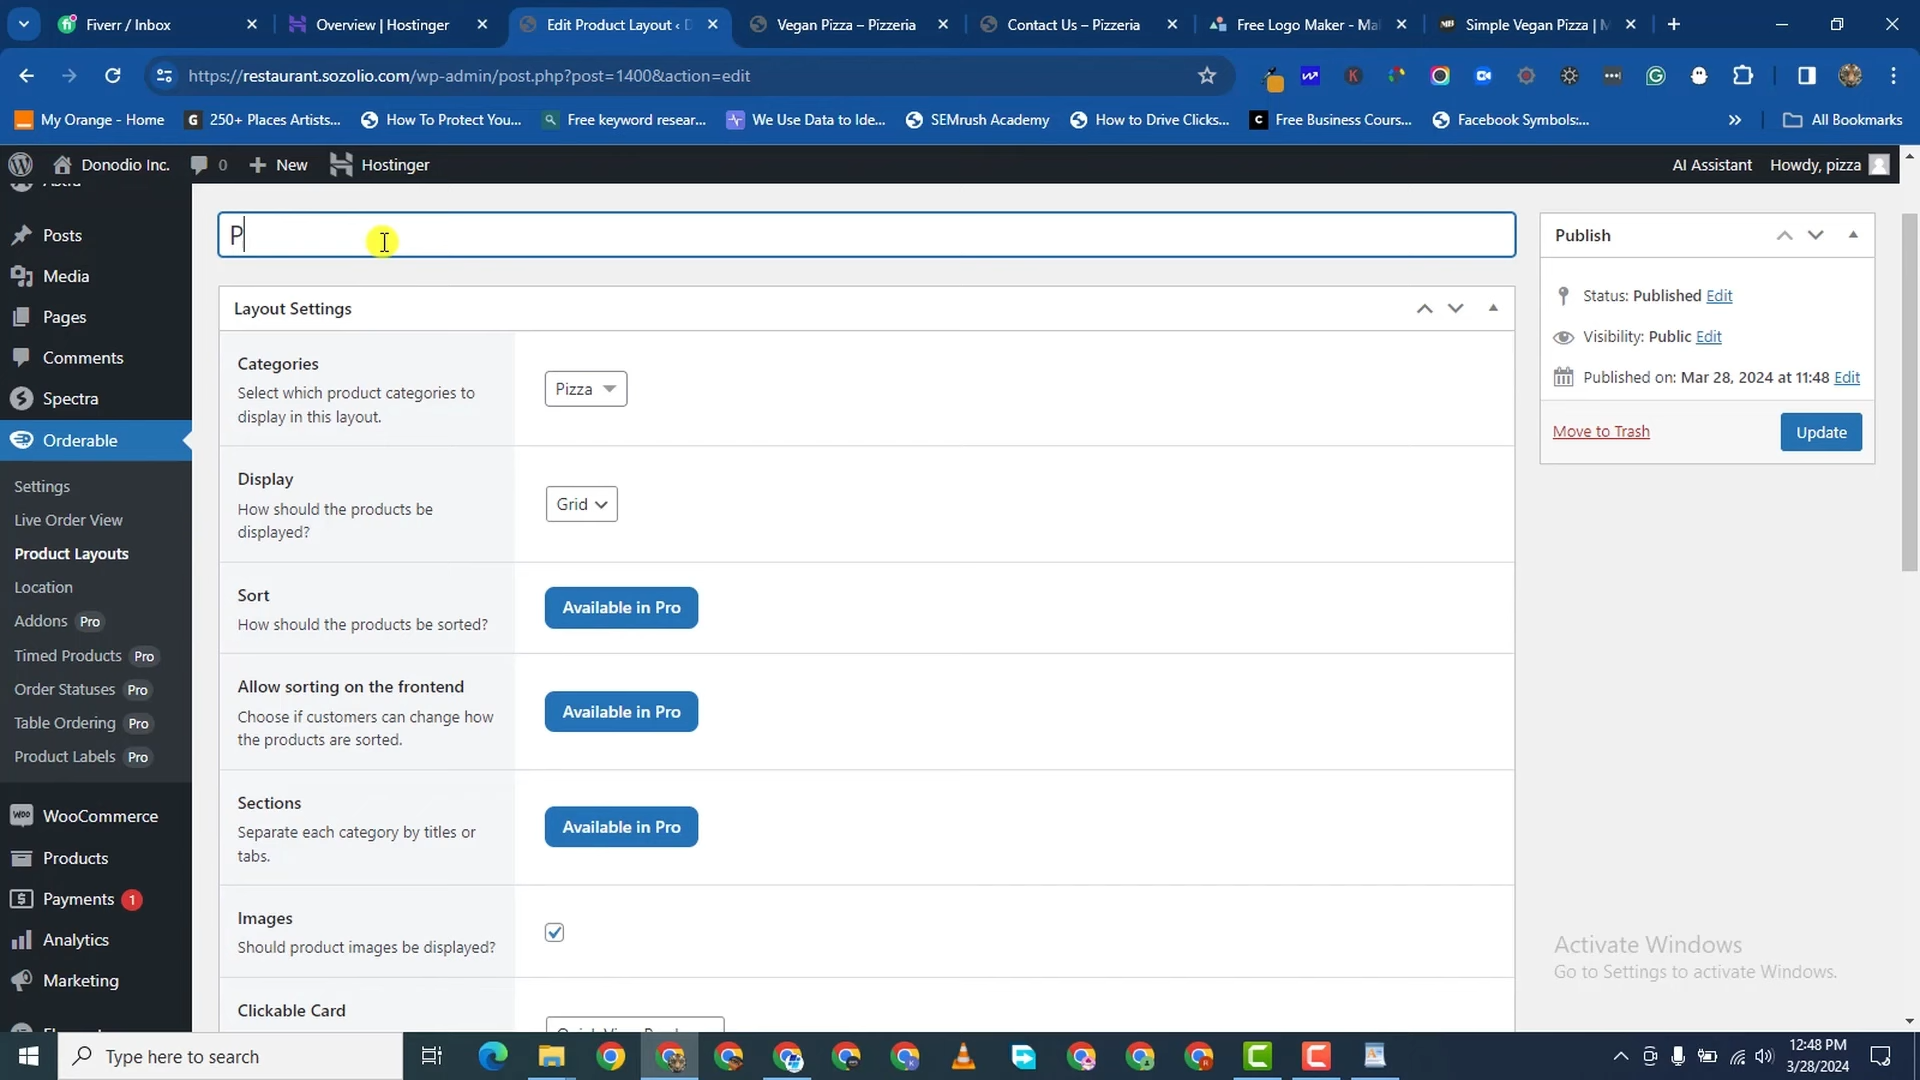 Fiverr / Inbox
Overview | Hostinger
Edit Product Layout ‹ D
Vegan Pizza – Pizzeria
Contact Us – Pizzeria
Free Logo Maker - Ma
Simple Vegan Pizza | M
https://restaurant.sozolio.com/wp-admin/post.php?post=1400&action=edit
My Orange - Home
250+ Places Artists...
How To Protect You...
Free keyword resear...
We Use Data to Ide...
SEMrush Academy
How to Drive Clicks...
Free Business Cours...
Facebook Symbols:...
All Bookmarks
Donodio Inc.
0
New
Hostinger
AI Assistant
Howdy, pizza
Posts
Media
Pages
Comments
Spectra
Orderable
Settings
Live Order View
Product Layouts
Location
Addons Pro
Timed Products Pro
Order Statuses Pro
Table Ordering Pro
Product Labels Pro
WooCommerce
Products
Payments 1
Analytics
Marketing
P
Layout Settings
Categories
Select which product categories to
display in this layout.
Pizza
Display
How should the products be
displayed?
Grid
Sort
How should the products be sorted?
Available in Pro
Allow sorting on the frontend
Choose if customers can change how
the products are sorted.
Available in Pro
Sections
Separate each category by titles or
tabs.
Available in Pro
Images
Should product images be displayed?
Clickable Card
Publish
Status: Published Edit
Visibility: Public Edit
Published on: Mar 28, 2024 at 11:48 Edit
Move to Trash
Update
Activate Windows
Go to Settings to activate Windows.
Type here to search
12:48 PM
3/28/2024